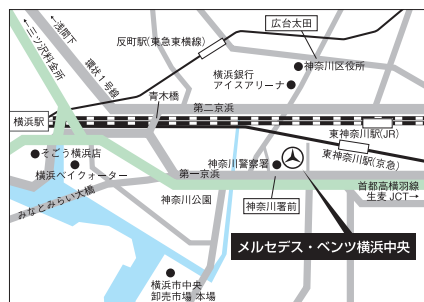 ←浅間下
←三ツ沢料金所
環状1号線
反町駅(東急東横線)
広台太田
神奈川区役所
横浜銀行
アイスアリーナ
青木橋
第二京浜
横浜駅
東神奈川駅(JR)
東神奈川駅(京急)
そごう横浜店
横浜ベイクォーター
神奈川警察署
第一京浜
首都高横羽線
生麦JCT→
みなとみらい大橋
神奈川公園
神奈川署前
メルセデス・ベンツ横浜中央
横浜市中央
卸売市場 本場